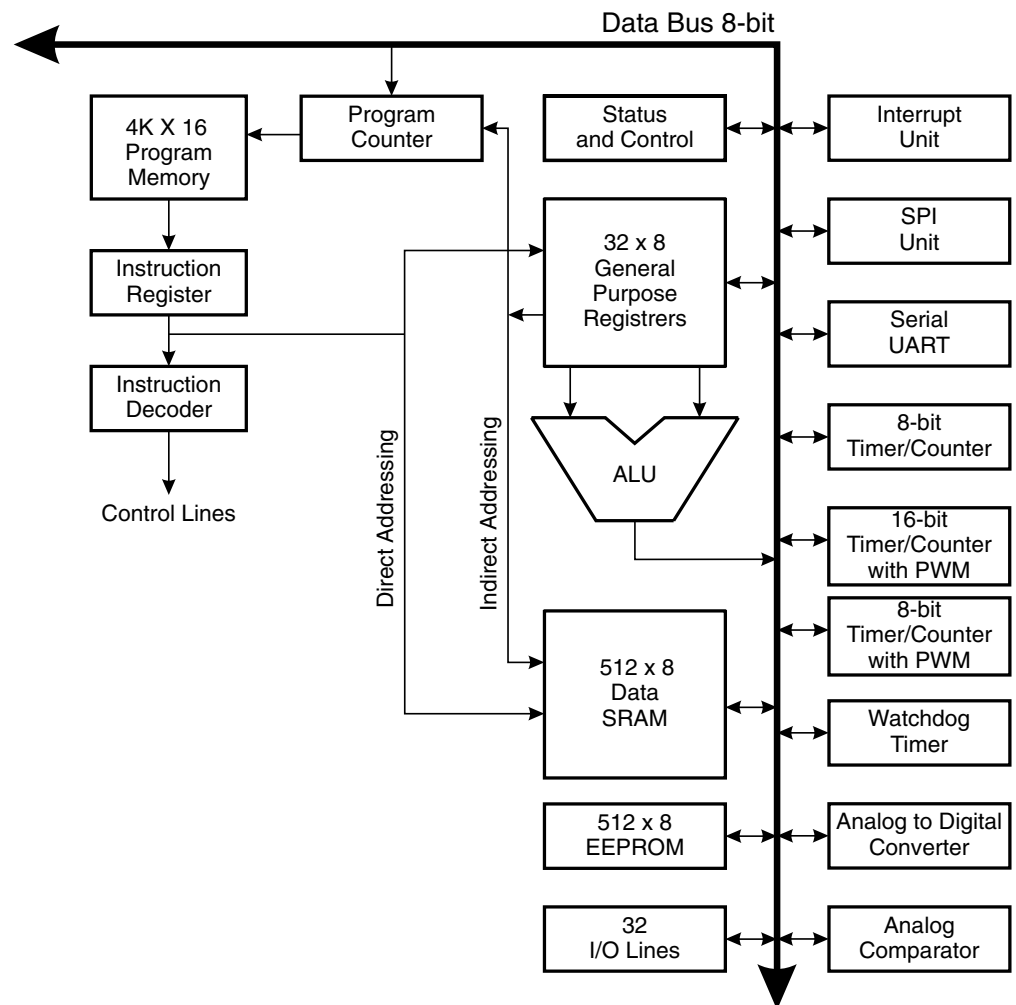 Data Bus 8-bit
4K X 16
Program
Memory
Program
Counter
Status
and Control
Interrupt
Unit
32 x 8
General
Purpose
Registrers
SPI
Unit
Instruction
Register
Serial
UART
Instruction
Decoder
8-bit
Timer/Counter
Control Lines
Direct Addressing
Indirect Addressing
ALU
16-bit
Timer/Counter
with PWM
8-bit
Timer/Counter
with PWM
512 x 8
Data
SRAM
Watchdog
Timer
512 x 8
EEPROM
Analog to Digital
Converter
32
I/O Lines
Analog
Comparator